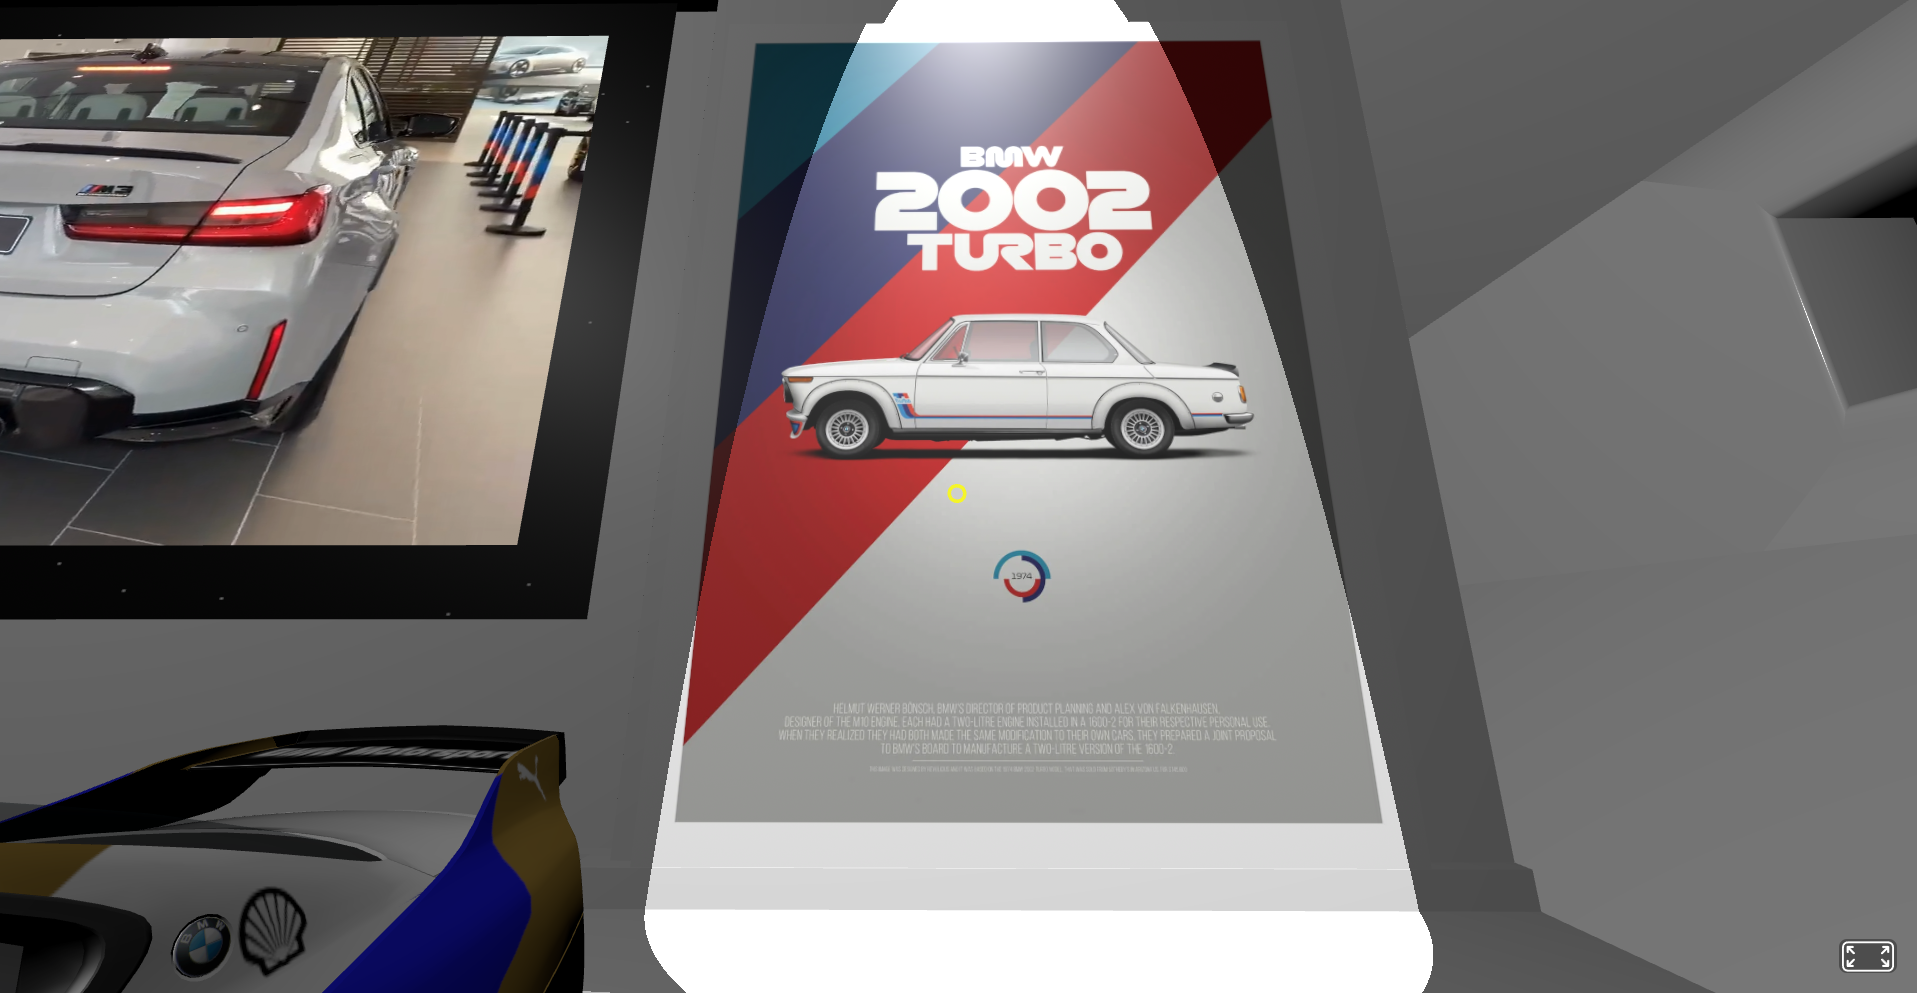 M3
BMW
2002
TURBO
1974
HELMUT WERNER BÖNSCH, BMW'S DIRECTOR OF PRODUCT PLANNING AND ALEX VON FALKENHAUSEN,
DESIGNER OF THE M10 ENGINE, EACH HAD A TWO-LITRE ENGINE INSTALLED IN A 1600-2 FOR THEIR RESPECTIVE PERSONAL USE.
WHEN THEY REALIZED THEY HAD BOTH MADE THE SAME MODIFICATION TO THEIR OWN CARS, THEY PREPARED A JOINT PROPOSAL
TO BMW'S BOARD TO MANUFACTURE A TWO-LITRE VERSION OF THE 1600-2.
BMW Motorsport
BMW